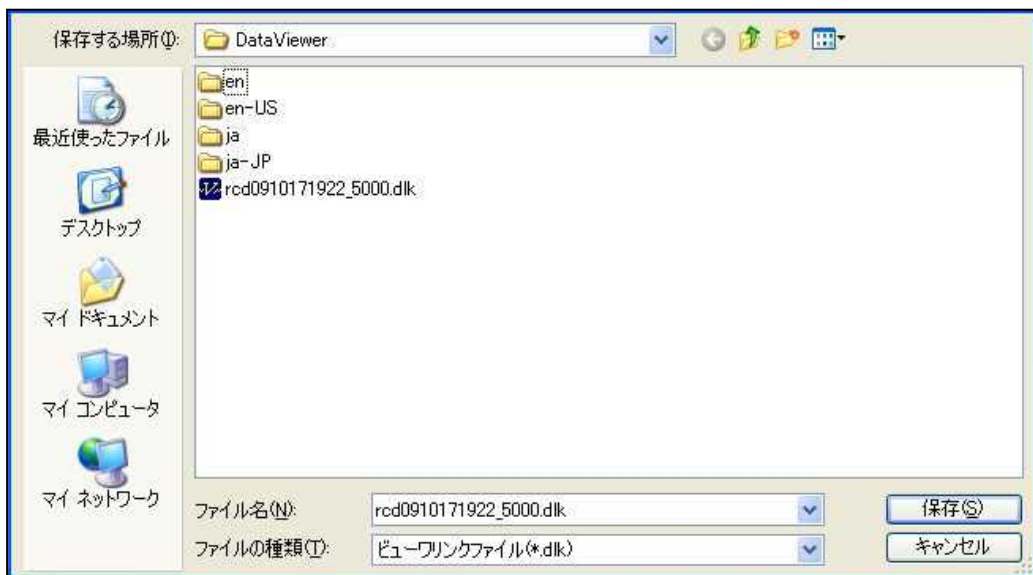 保存する場所(I): DataViewer
最近使ったファイル
デスクトップ
マイ ドキュメント
マイ コンピュータ
マイ ネットワーク
en
en-US
ja
ja-JP
rcd0910171922_5000.dlk
ファイル名(N): rcd0910171922_5000.dlk 保存(S)
ファイルの種類(T): ビューワリンクファイル(*.dlk) キャンセル